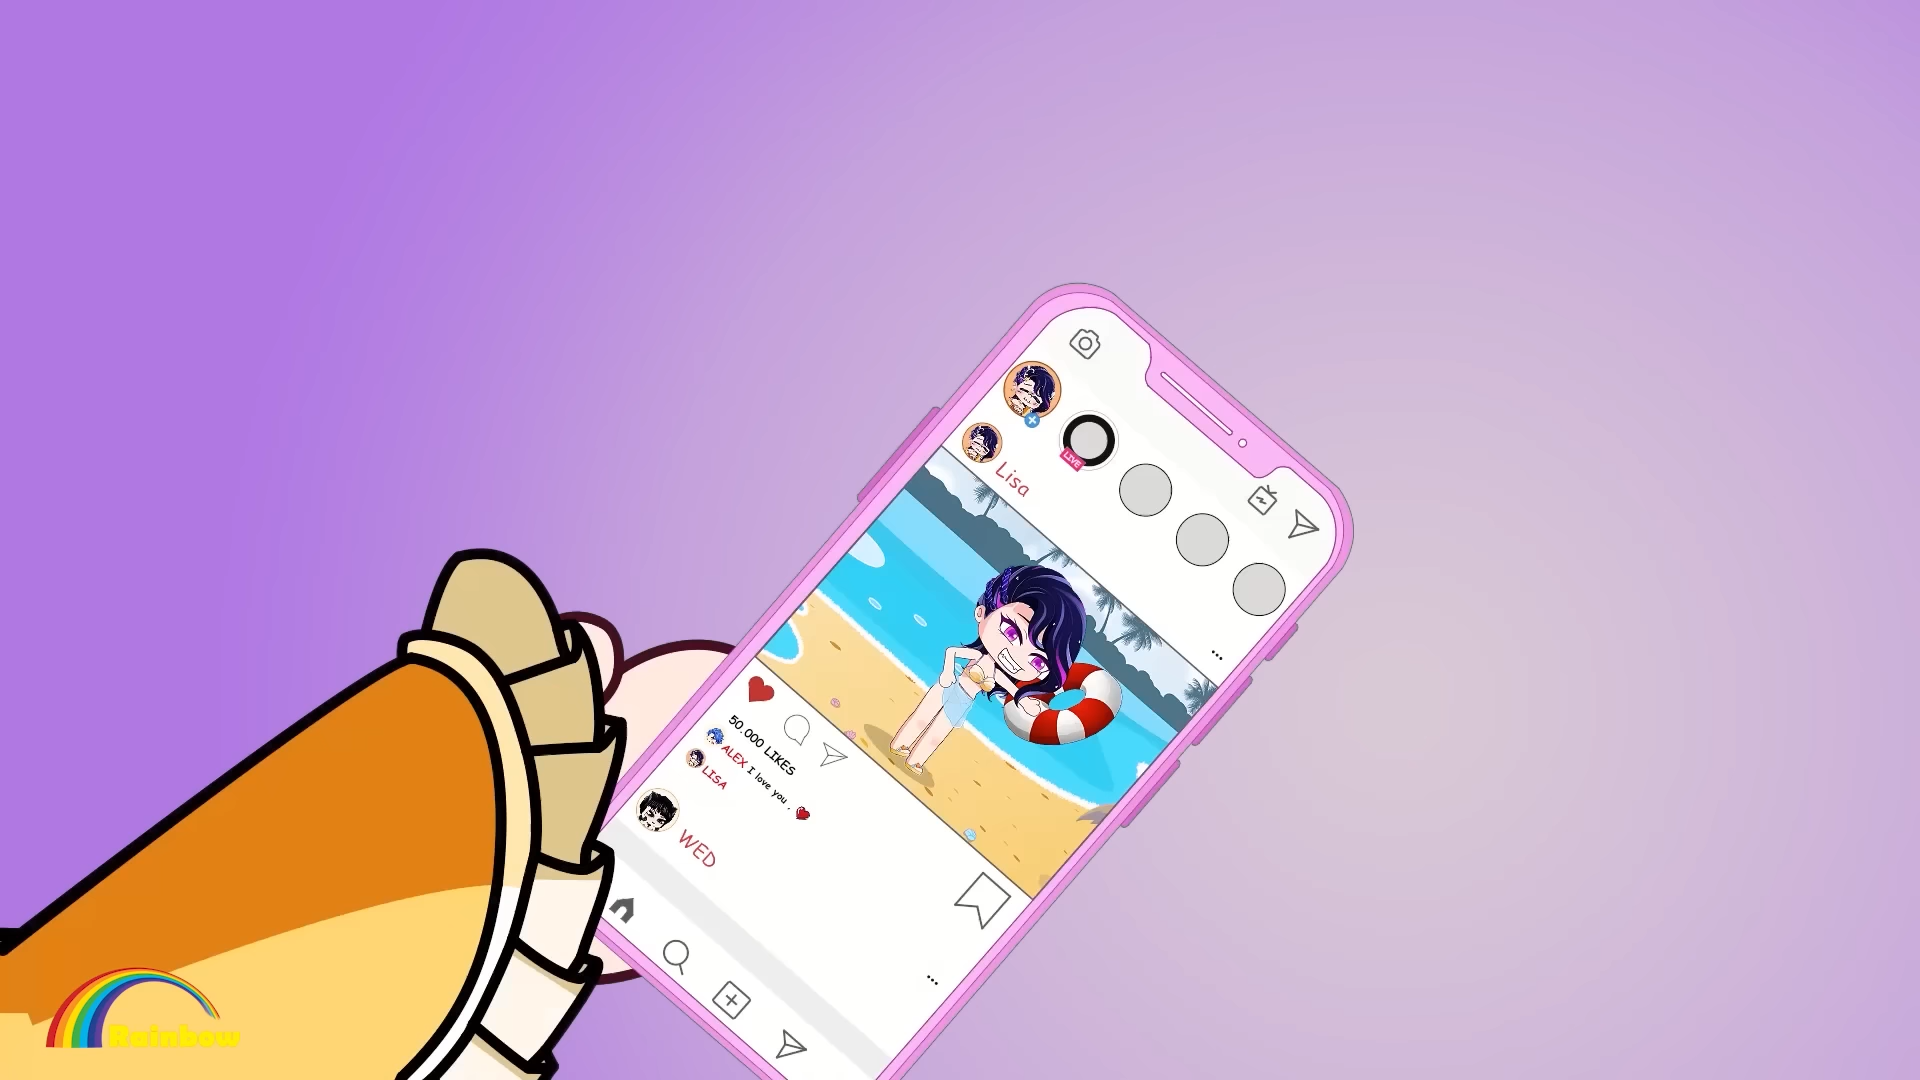 LIVE
Lisa
50.000 LIKES
ALEX I love you .
LISA
WED
Rainbow